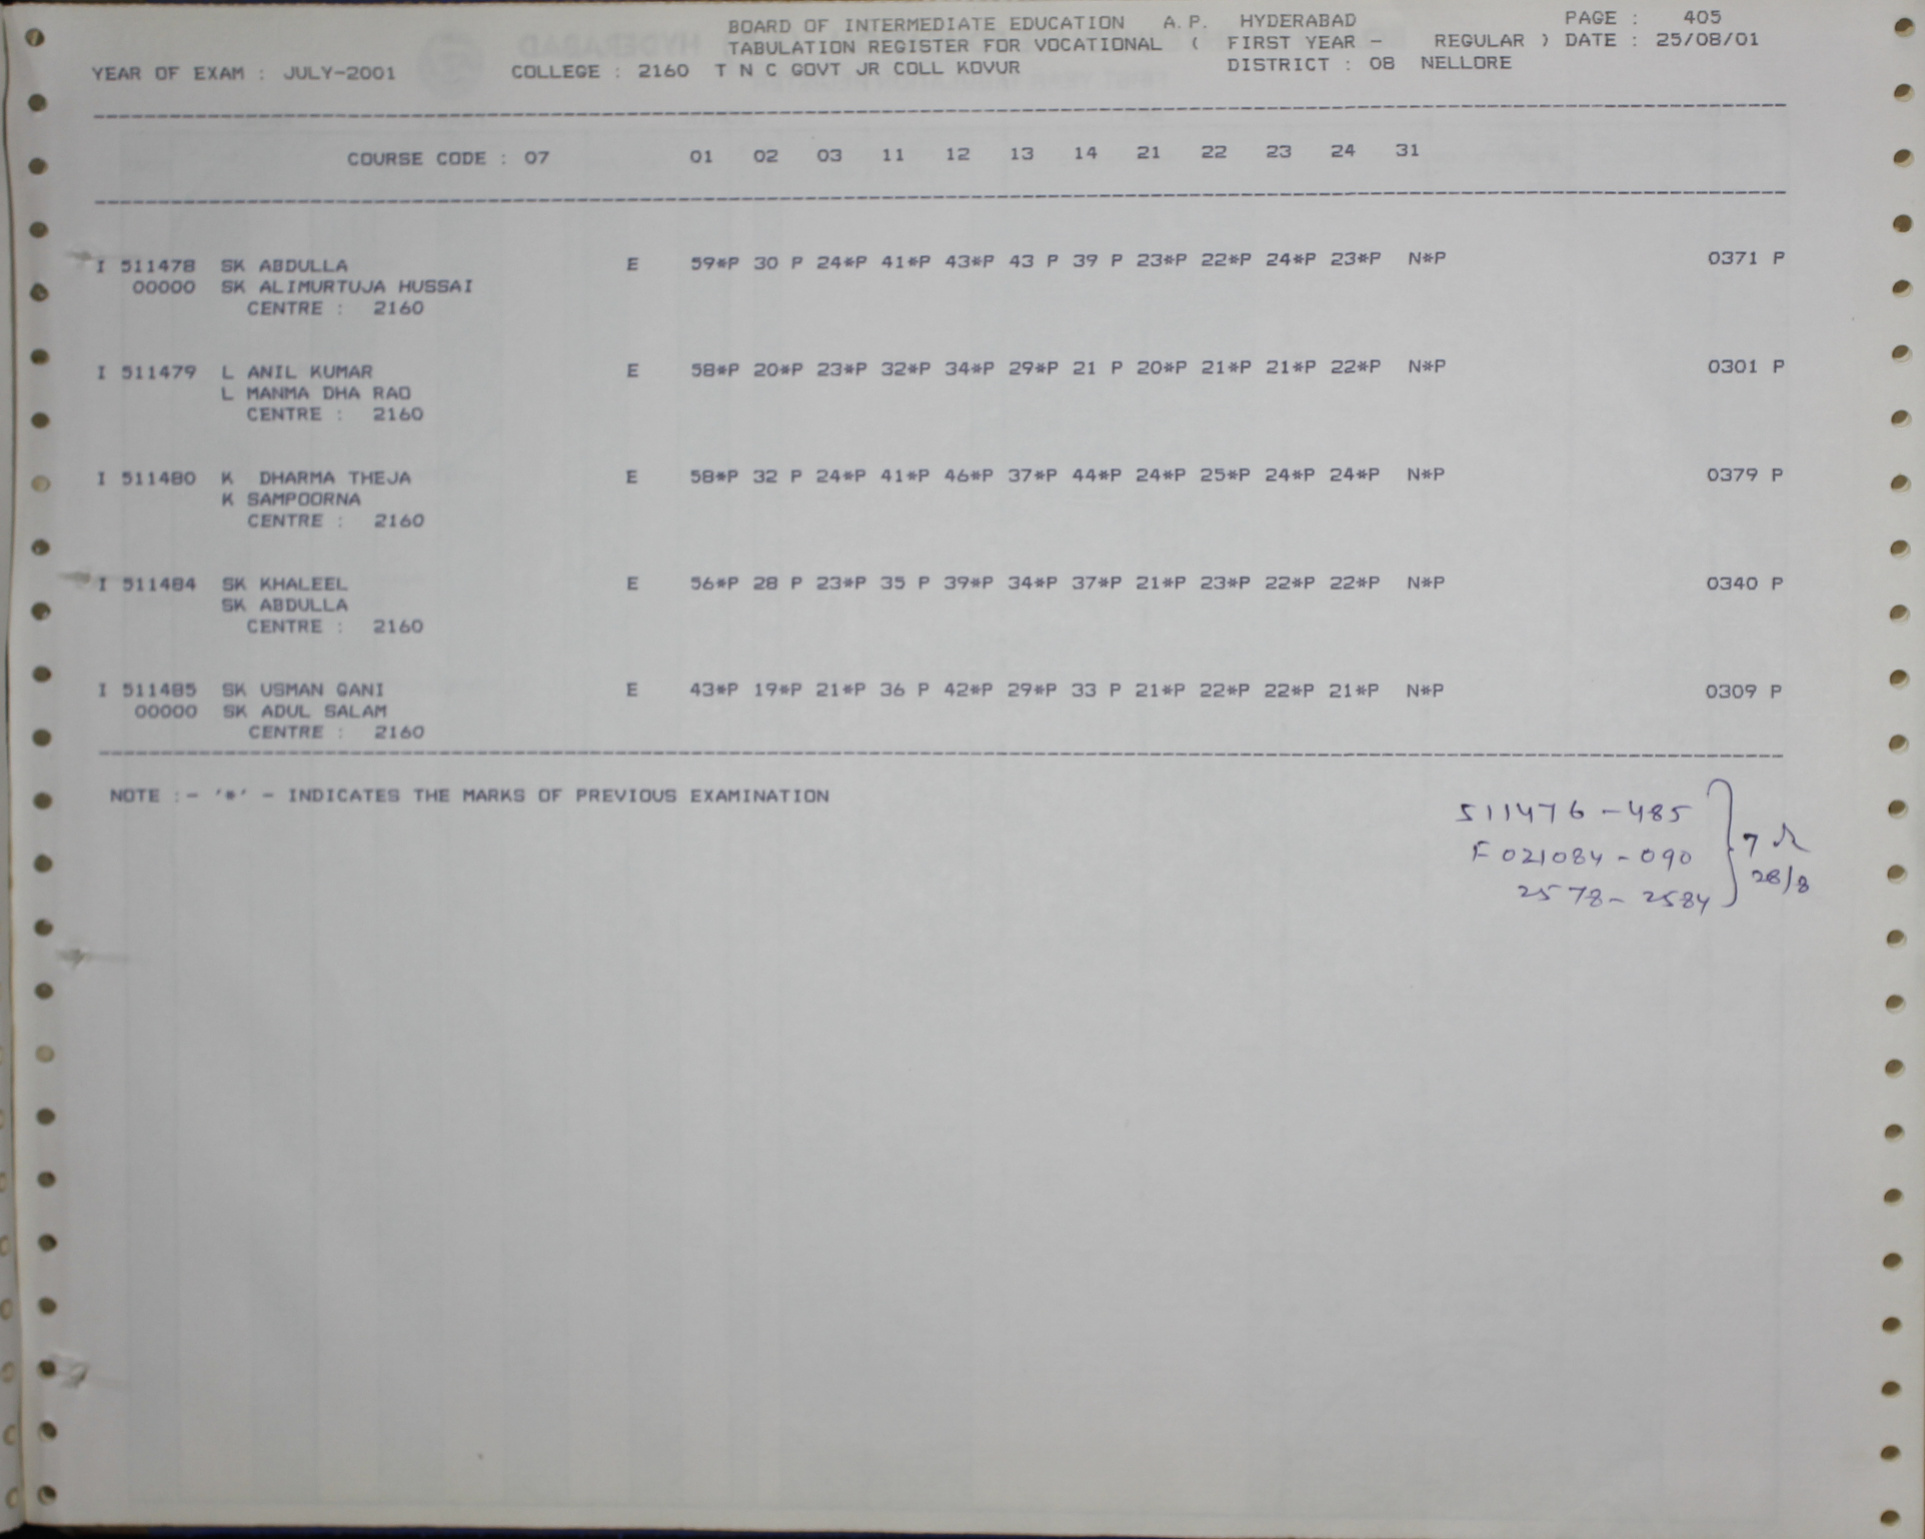 BOARD OF INTERMEDIATE EDUCATION A.P. HYDERABAD PAGE : 405
TABULATION REGISTER FOR VOCATIONAL ( FIRST YEAR - REGULAR ) DATE : 25/08/01
YEAR OF EXAM : JULY-2001 COLLEGE : 2160 T N C GOVT JR COLL KOVUR DISTRICT : 08 NELLORE
COURSE CODE : 07 01 02 03 11 12 13 14 21 22 23 24 31
I 511478 SK ABDULLA E 59*P 30 P 24*P 41*P 43*P 43 P 39 P 23*P 22*P 24*P 23*P N*P 0371 P
00000 SK ALIMURTUJA HUSSAI
CENTRE : 2160
I 511479 L ANIL KUMAR E 58*P 20*P 23*P 32*P 34*P 29*P 21 P 20*P 21*P 21*P 22*P N*P 0301 P
L MANMA DHA RAO
CENTRE : 2160
I 511480 K DHARMA THEJA E 58*P 32 P 24*P 41*P 46*P 37*P 44*P 24*P 25*P 24*P 24*P N*P 0379 P
K SAMPOORNA
CENTRE : 2160
I 511484 SK KHALEEL E 56*P 28 P 23*P 35 P 39*P 34*P 37*P 21*P 23*P 22*P 22*P N*P 0340 P
SK ABDULLA
CENTRE : 2160
I 511485 SK USMAN GANI E 43*P 19*P 21*P 36 P 42*P 29*P 33 P 21*P 22*P 22*P 21*P N*P 0309 P
00000 SK ADUL SALAM
CENTRE : 2160
NOTE :- '*' - INDICATES THE MARKS OF PREVIOUS EXAMINATION
511476-485
F 021084-090 7
2578-2584 28/8